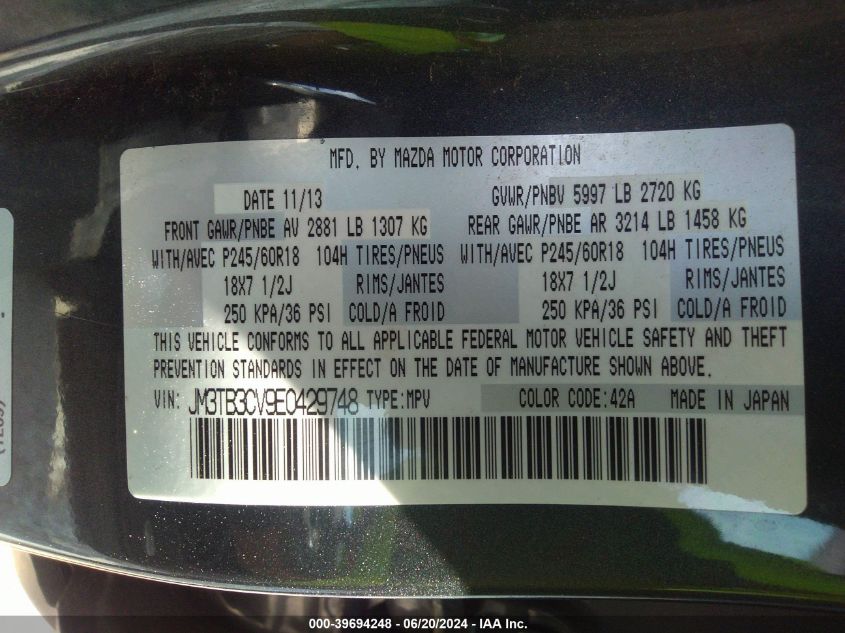 MFD. BY MAZDA MOTOR CORPORATION
DATE 11/13 GVWR/PNBV 5997 LB 2720 KG
FRONT GAWR/PNBE AV 2881 LB 1307 KG REAR GAWR/PNBE AR 3214 LB 1458 KG
WITH/AVEC P245/60R18 104H TIRES/PNEUS WITH/AVEC P245/60R18 104H TIRES/PNEUS
18X7 1/2J RIMS/JANTES 18X7 1/2J RIMS/JANTES
250 KPA/36 PSI COLD/A FROID 250 KPA/36 PSI COLD/A FROID
THIS VEHICLE CONFORMS TO ALL APPLICABLE FEDERAL MOTOR VEHICLE SAFETY AND THEFT
PREVENTION STANDARDS IN EFFECT ON THE DATE OF MANUFACTURE SHOWN ABOVE.
VIN: JM3TB3CV9E0429748 TYPE:MPV COLOR CODE:42A MADE IN JAPAN
000-39694248 - 06/20/2024 - IAA Inc.